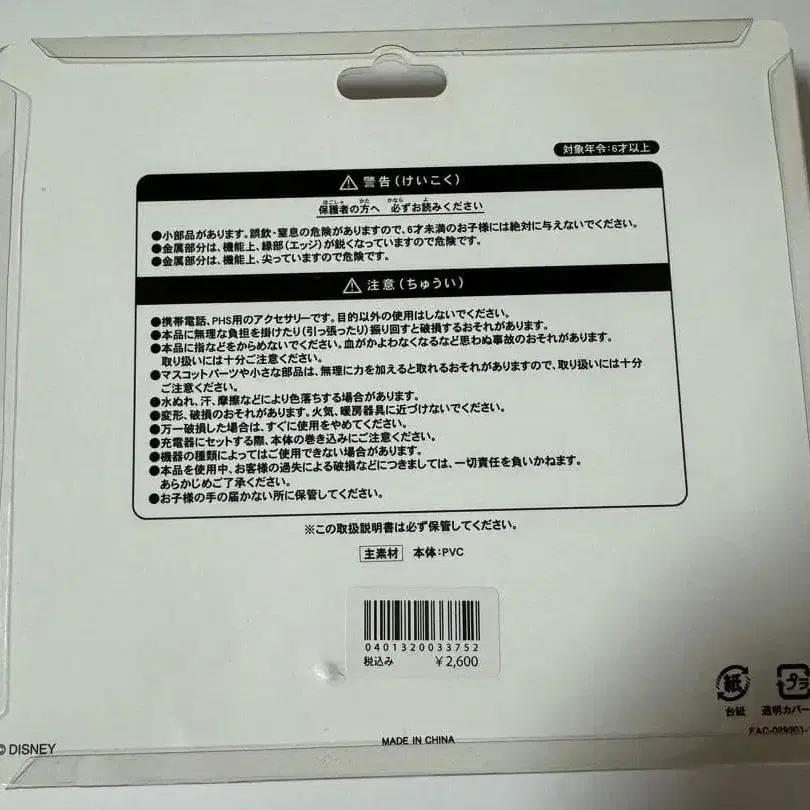 対象年令:6才以上
警告(けいこく)
保護者の方へ 必ずお読みください
●小部品があります。誤飲・窒息の危険がありますので、6才未満のお子様には絶対に与えないでください。
●金属部分は、機能上、縁部(エッジ)が鋭くなっていますので危険です。
●金属部分は、機能上、尖っていますので危険です。
注意(ちゅうい)
●携帯電話、PHS用のアクセサリーです。目的以外の使用はしないでください。
●本品に無理な負担を掛けたり(引っ張ったり)振り回すと破損するおそれがあります。
●本品に指などをからめないでください。血がかよわなくなるなど思わぬ事故のおそれがあります。
取り扱いには十分ご注意ください。
●マスコットパーツや小さな部品は、無理に力を加えると取れるおそれがありますので、取り扱いには十分
ご注意ください。
●水ぬれ、汗、摩擦などにより色落ちする場合があります。
●変形、破損のおそれがあります。火気、暖房器具に近づけないでください。
●万一破損した場合は、すぐに使用をやめてください。
●充電器にセットする際、本体の巻き込みにご注意ください。
●機器の種類によってはご使用できない場合があります。
●本品を使用中、お客様の過失による破損などにつきましては、一切責任を負いかねます。
あらかじめご了承ください。
●お子様の手の届かない所に保管してください。
※この取扱説明書は必ず保管してください。
主素材 本体:PVC
0401320033752
税込み ¥2,600
紙 プラ
台紙 透明カバー
© DISNEY
MADE IN CHINA